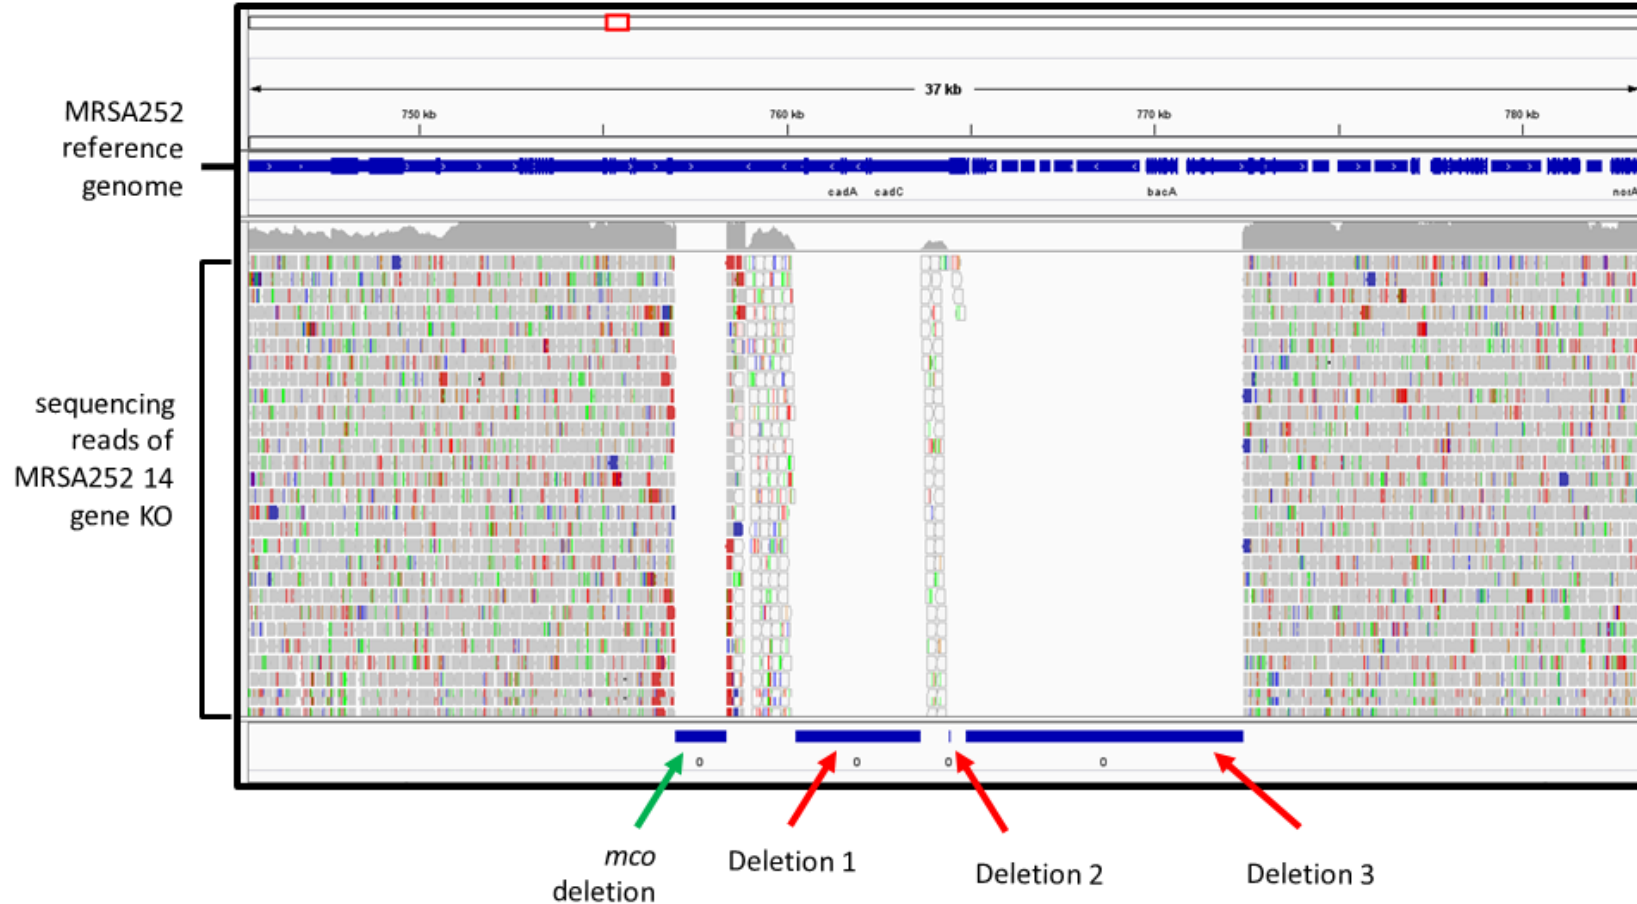 37 kb
750 kb 760 kb 770 kb 780 kb
MRSA252
reference
genome
cadA cadC bacA norA
sequencing
reads of
MRSA252 14
gene KO
0 0 0 0
mco
deletion
Deletion 1
Deletion 2
Deletion 3